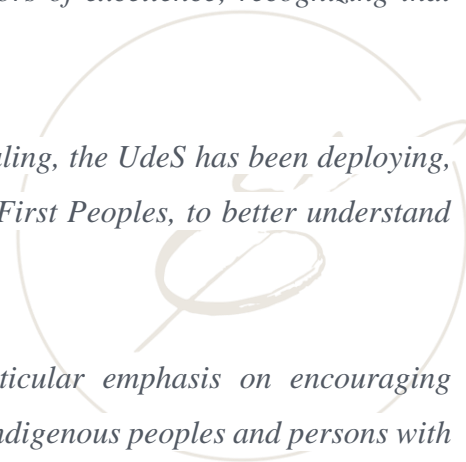 ors of excellence, recognizing that
ling, the UdeS has been deploying,
First Peoples, to better understand
ticular emphasis on encouraging
ndigenous peoples and persons with